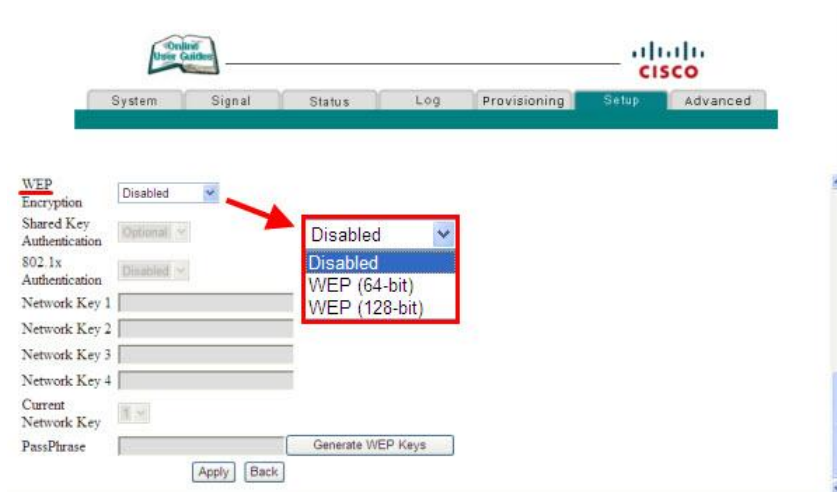 Online
User Guides
CISCO
System Signal Status Log Provisioning Setup Advanced
WEP
Encryption
Disabled
Shared Key
Authentication
Optional
802.1x
Authentication
Disabled
Network Key 1
Network Key 2
Network Key 3
Network Key 4
Current
Network Key
1
PassPhrase
Generate WEP Keys
Apply Back
Disabled
Disabled
WEP (64-bit)
WEP (128-bit)